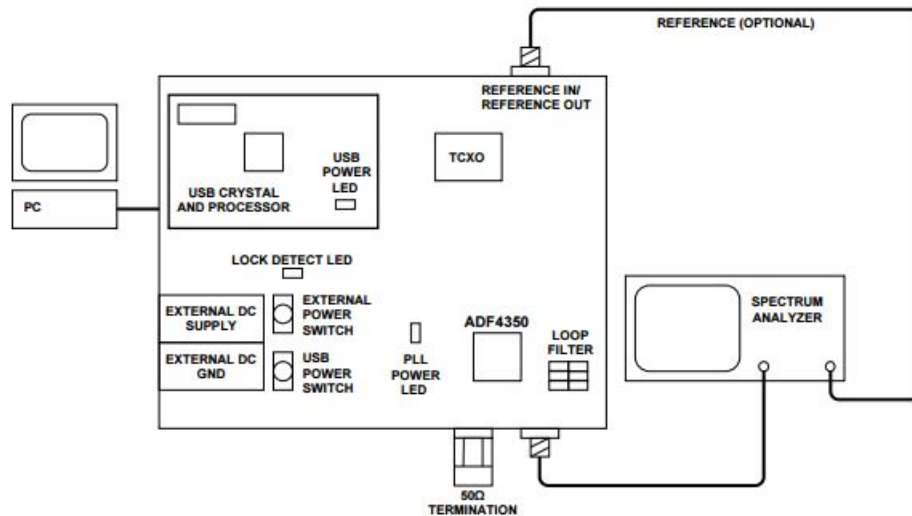 REFERENCE (OPTIONAL)
REFERENCE IN/
REFERENCE OUT
TCXO
USB
POWER
LED
USB CRYSTAL
AND PROCESSOR
PC
LOCK DETECT LED
EXTERNAL DC
SUPPLY
EXTERNAL
POWER
SWITCH
EXTERNAL DC
GND
USB
POWER
SWITCH
PLL
POWER
LED
ADF4350
LOOP
FILTER
SPECTRUM
ANALYZER
50Ω
TERMINATION